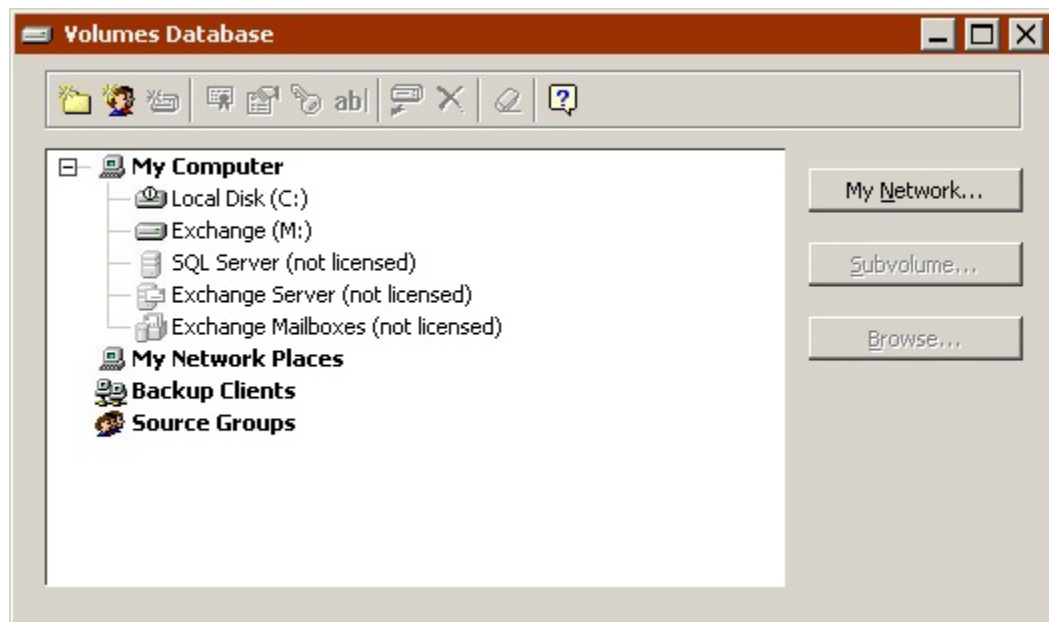 Volumes Database
ab|
My Computer
Local Disk (C:)
Exchange (M:)
SQL Server (not licensed)
Exchange Server (not licensed)
Exchange Mailboxes (not licensed)
My Network Places
Backup Clients
Source Groups
My Network...
Subvolume...
Browse...